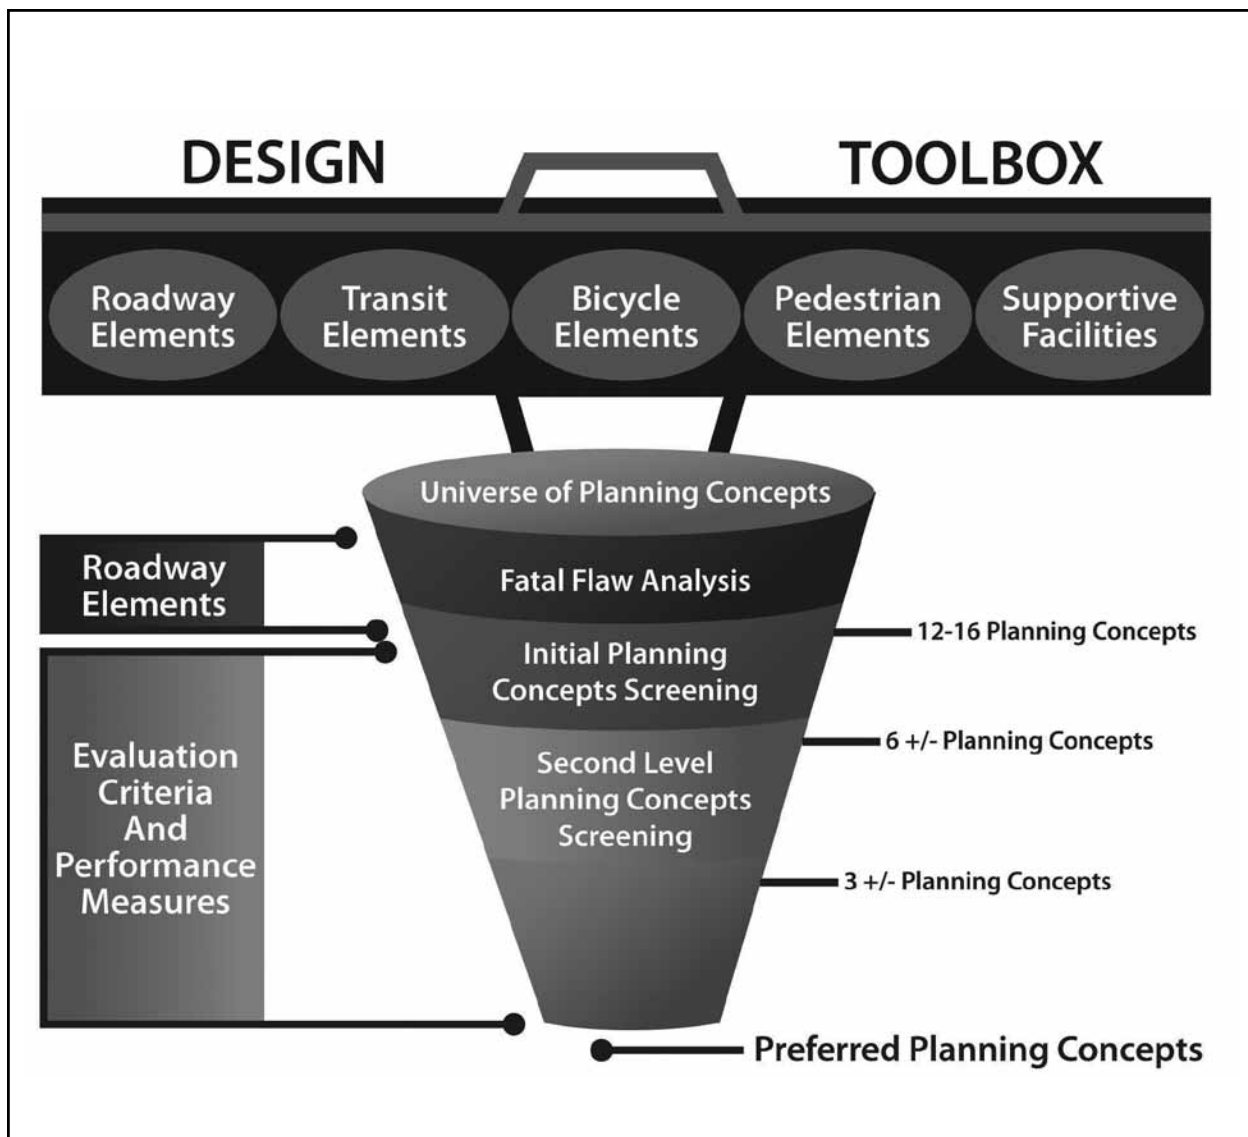 DESIGN TOOLBOX
Roadway
Elements
Transit
Elements
Bicycle
Elements
Pedestrian
Elements
Supportive
Facilities
Universe of Planning Concepts
Roadway
Elements
Fatal Flaw Analysis
12-16 Planning Concepts
Initial Planning
Concepts Screening
6 +/- Planning Concepts
Evaluation
Criteria
And
Performance
Measures
Second Level
Planning Concepts
Screening
3 +/- Planning Concepts
Preferred Planning Concepts